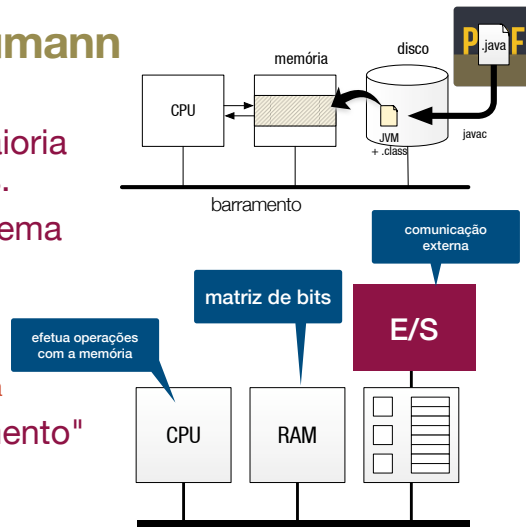 umann
memória
disco
.java
CPU
JVM
+ .class
javac
aioria
s.
barramento
ema
comunicação
externa
matriz de bits
E/S
efetua operações
com a memória
a
mento"
CPU
RAM